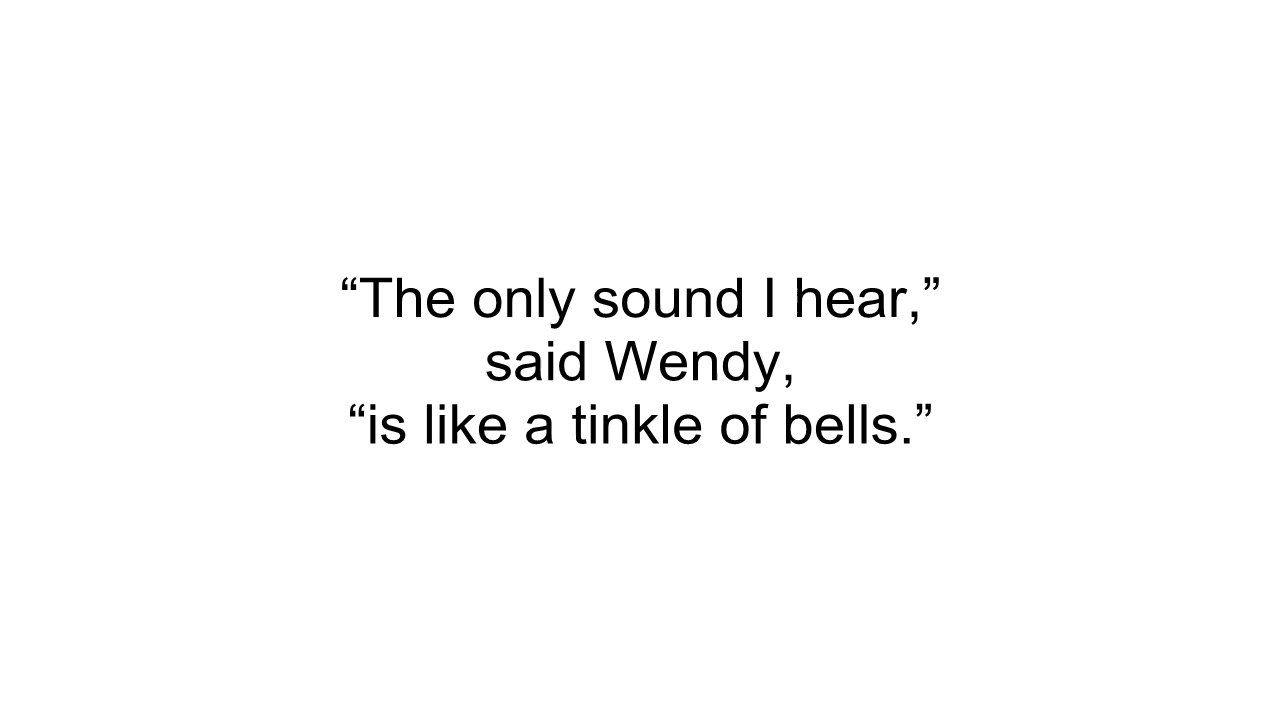 “The only sound I hear,”
said Wendy,
“is like a tinkle of bells.”